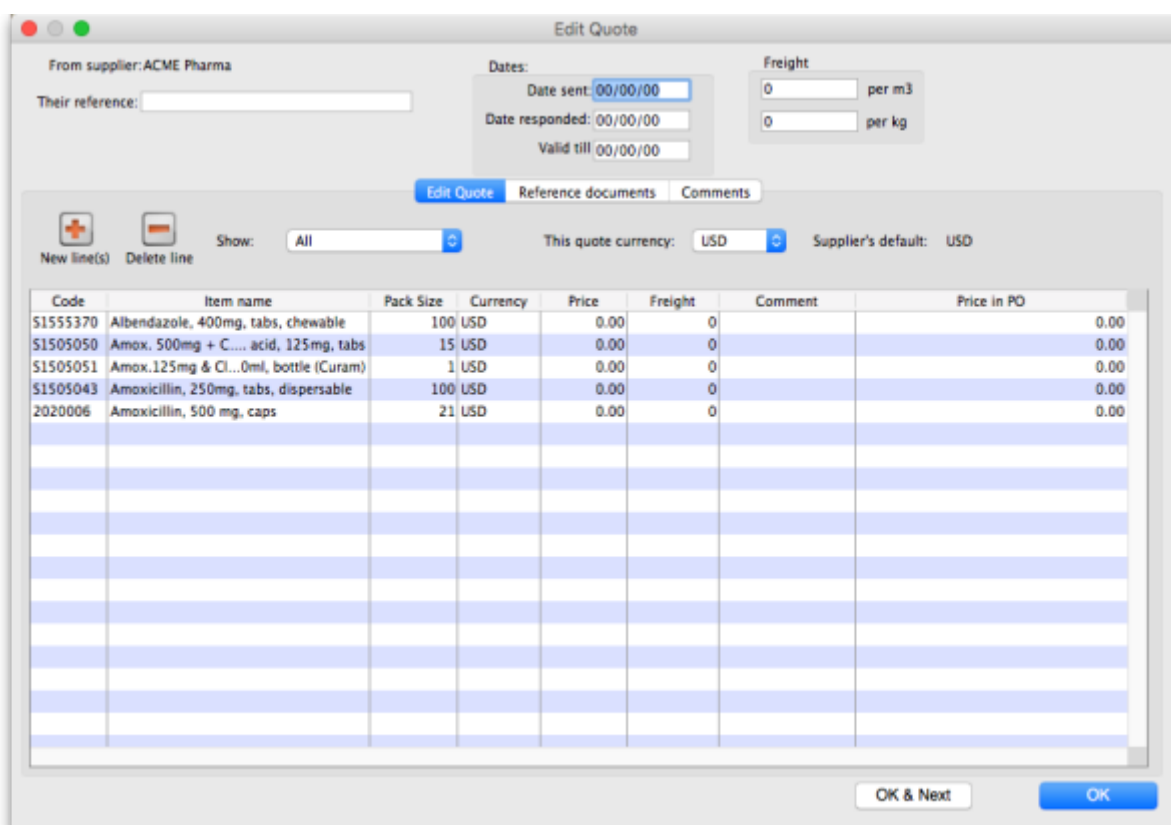 Edit Quote
From supplier:ACME Pharma
Their reference:
Dates:
Date sent: 00/00/00
Date responded: 00/00/00
Valid till 00/00/00
Freight
0 per m3
0 per kg
Edit Quote Reference documents Comments
New line(s) Delete line Show: All This quote currency: USD Supplier's default: USD
Code Item name Pack Size Currency Price Freight Comment Price in PO
S1555370 Albendazole, 400mg, tabs, chewable 100 USD 0.00 0 0.00
S1505050 Amox. 500mg + C.... acid, 125mg, tabs 15 USD 0.00 0 0.00
S1505051 Amox.125mg & Cl...0ml, bottle (Curam) 1 USD 0.00 0 0.00
S1505043 Amoxicillin, 250mg, tabs, dispersable 100 USD 0.00 0 0.00
2020006 Amoxicillin, 500 mg, caps 21 USD 0.00 0 0.00
OK & Next OK